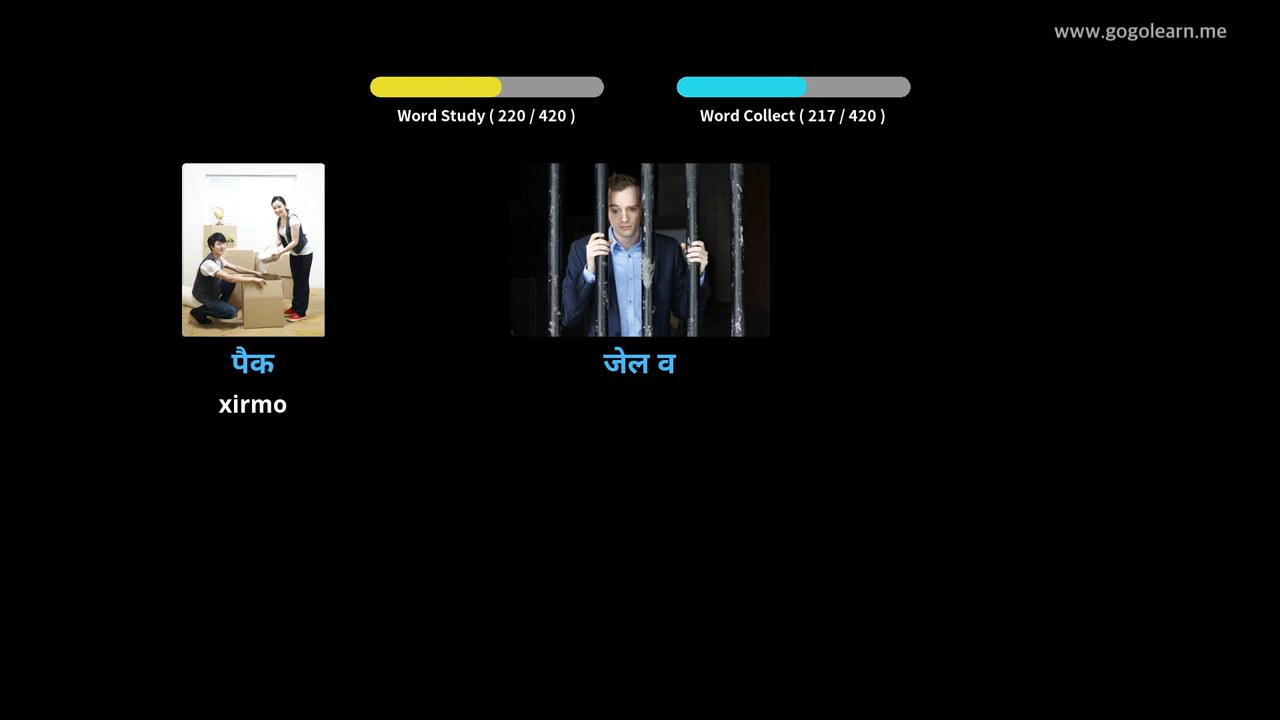 www.gogolearn.me
Word Study ( 220 / 420 )
Word Collect ( 217 / 420 )
पैक
जेल व
xirmo